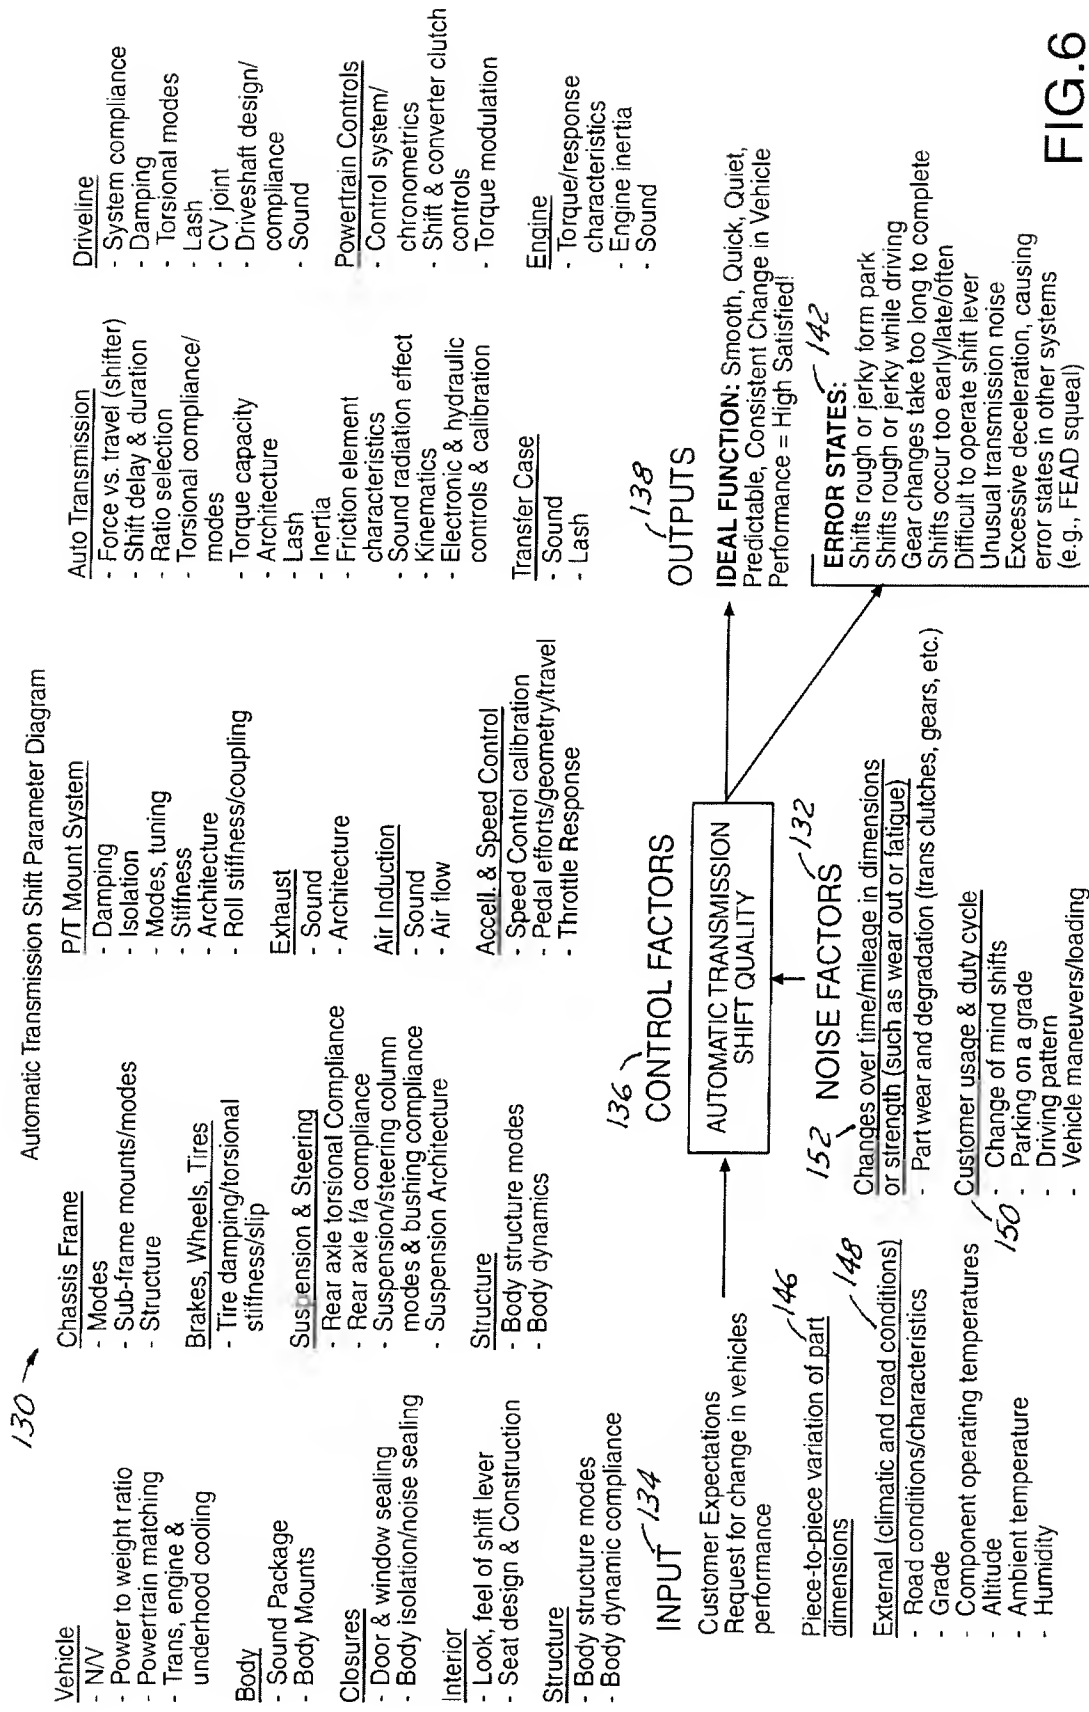 Automatic Transmission Shift Parameter Diagram
130
Vehicle
- N/V
- Power to weight ratio
- Powertrain matching
- Trans, engine &
underhood cooling
Body
- Sound Package
- Body Mounts
Closures
- Door & window sealing
- Body isolation/noise sealing
Interior
- Look, feel of shift lever
- Seat design & Construction
Structure
- Body structure modes
- Body dynamic compliance
Chassis Frame
- Modes
- Sub-frame mounts/modes
- Structure
Brakes, Wheels, Tires
- Tire damping/torsional
stiffness/slip
Suspension & Steering
- Rear axle torsional Compliance
- Rear axle f/a compliance
- Suspension/steering column
modes & bushing compliance
- Suspension Architecture
Structure
- Body structure modes
- Body dynamics
P/T Mount System
- Damping
- Isolation
- Modes, tuning
- Stiffness
- Architecture
- Roll stiffness/coupling
Exhaust
- Sound
- Architecture
Air Induction
- Sound
- Air flow
Accell. & Speed Control
- Speed Control calibration
- Pedal efforts/geometry/travel
- Throttle Response
Auto Transmission
- Force vs. travel (shifter)
- Shift delay & duration
- Ratio selection
- Torsional compliance/
modes
- Torque capacity
- Architecture
- Lash
- Inertia
- Friction element
characteristics
- Sound radiation effect
- Kinematics
- Electronic & hydraulic
controls & calibration
Transfer Case
- Sound
- Lash
Driveline
- System compliance
- Damping
- Torsional modes
- Lash
- CV joint
- Driveshaft design/
compliance
- Sound
Powertrain Controls
- Control system/
chronometrics
- Shift & converter clutch
controls
- Torque modulation
Engine
- Torque/response
characteristics
- Engine inertia
- Sound
INPUT 134
Customer Expectations
Request for change in vehicles
performance
136
CONTROL FACTORS
AUTOMATIC TRANSMISSION
SHIFT QUALITY
132
NOISE FACTORS
138
OUTPUTS
IDEAL FUNCTION: Smooth, Quick, Quiet,
Predictable, Consistent Change in Vehicle
Performance = High Satisfied!
ERROR STATES: 142
Shifts rough or jerky form park
Shifts rough or jerky while driving
Gear changes take too long to complete
Shifts occur too early/late/often
Difficult to operate shift lever
Unusual transmission noise
Excessive deceleration, causing
error states in other systems
(e.g., FEAD squeal)
Piece-to-piece variation of part
dimensions
146
External (climatic and road conditions)
148
- Road conditions/characteristics
- Grade
- Component operating temperatures
- Altitude
- Ambient temperature
- Humidity
152
Changes over time/mileage in dimensions
or strength (such as wear out or fatigue)
- Part wear and degradation (trans clutches, gears, etc.)
Customer usage & duty cycle
150
- Change of mind shifts
- Parking on a grade
- Driving pattern
- Vehicle maneuvers/loading
FIG.6